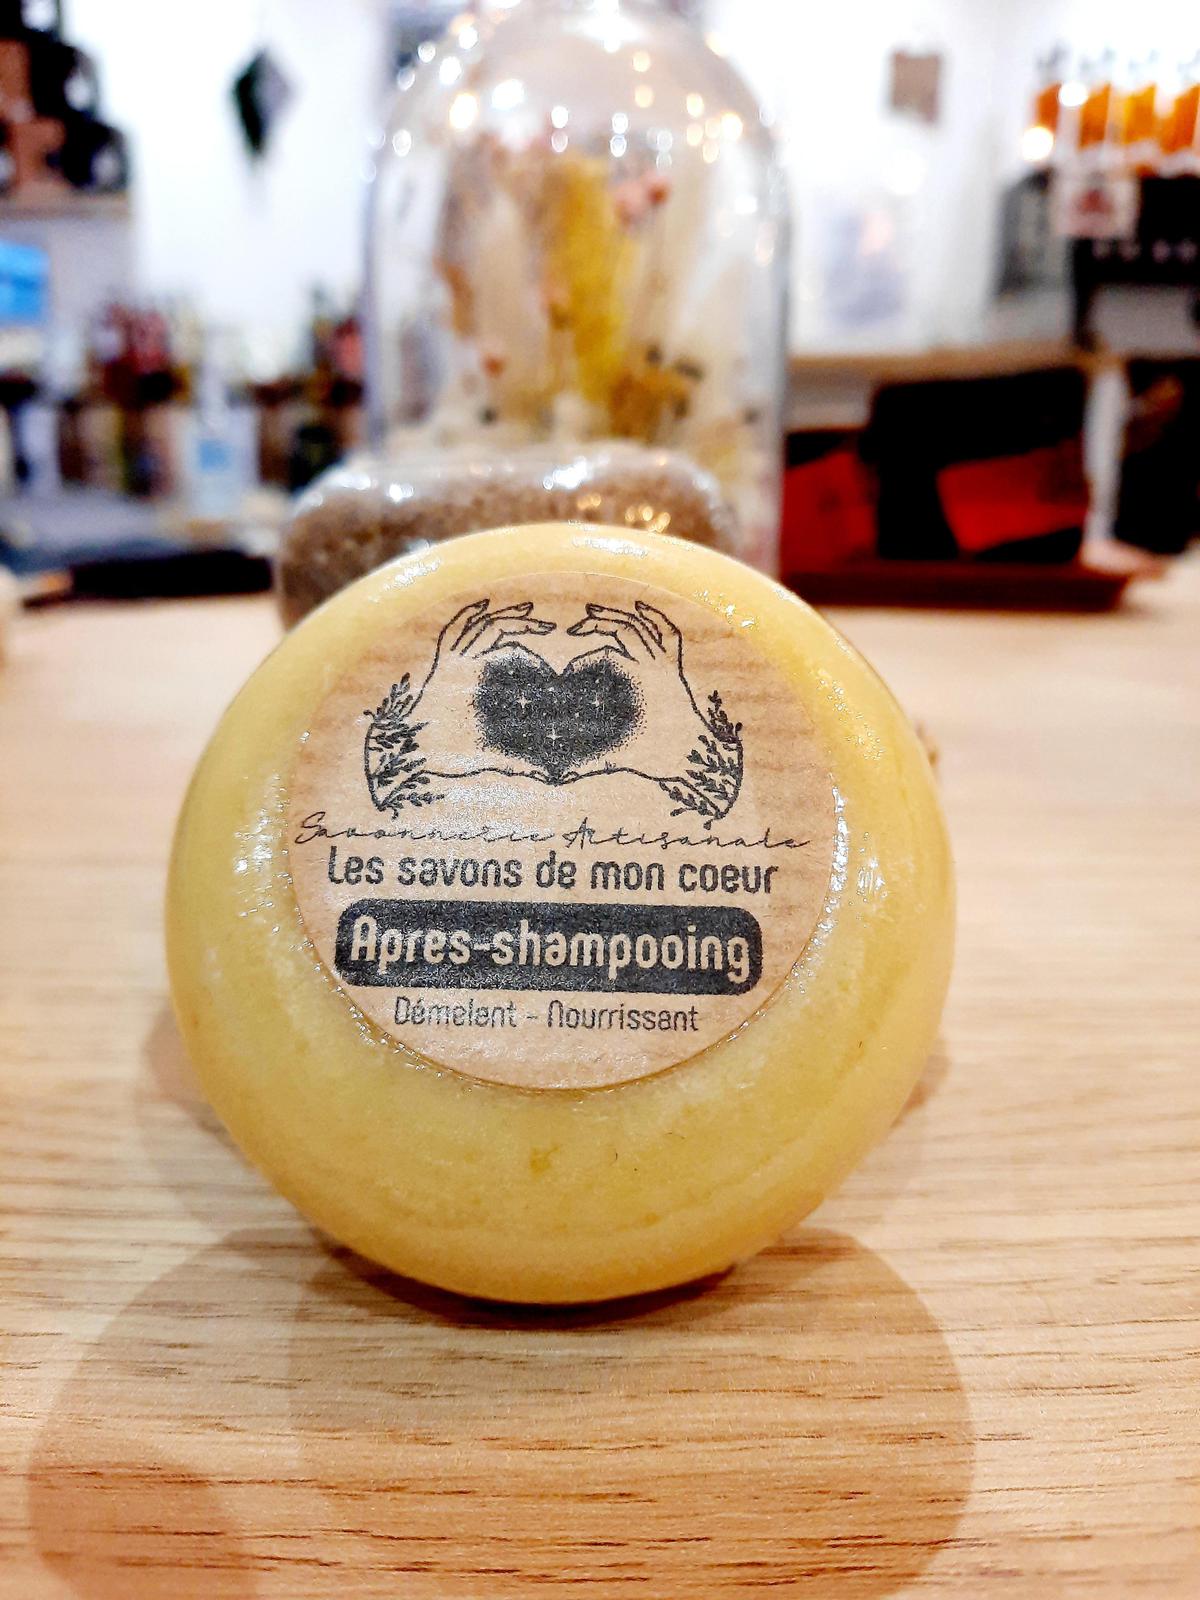 Savonnerie Artisanale
Les savons de mon coeur
Apres-shampooing
Démelant - Nourrissant